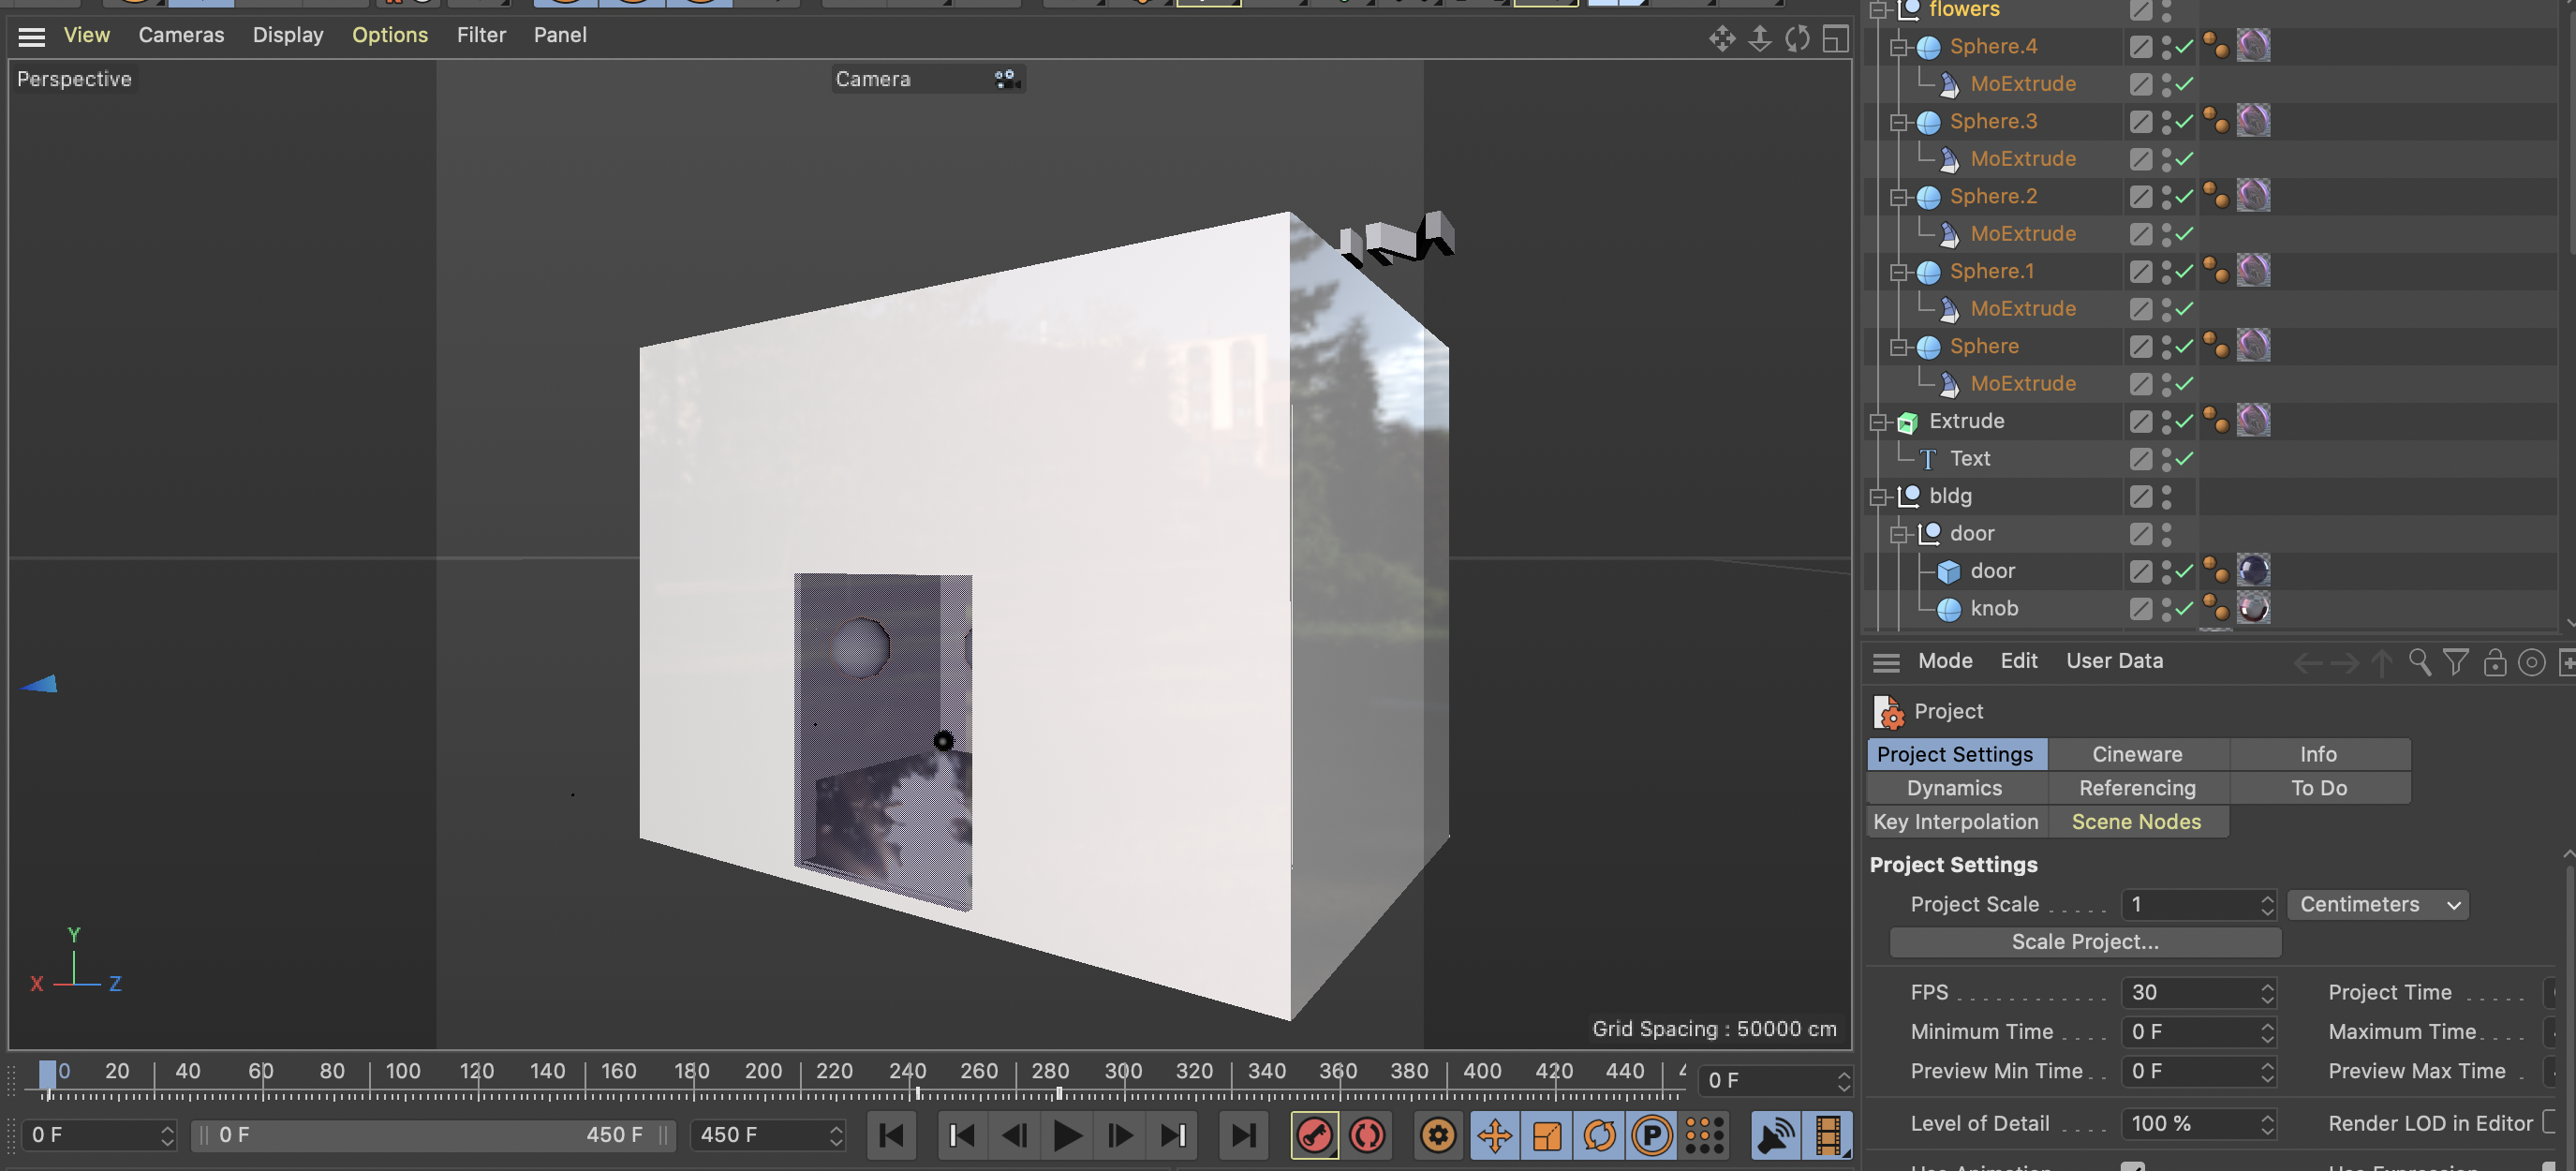 View Cameras Display Options Filter Panel
Perspective
Camera
Grid Spacing : 50000 cm
Y
X Z
0 20 40 60 80 100 120 140 160 180 200 220 240 260 280 300 320 340 360 380 400 420 440 4
0 F
0 F
0 F 450 F
450 F
P
flowers
Sphere.4
MoExtrude
Sphere.3
MoExtrude
Sphere.2
MoExtrude
Sphere.1
MoExtrude
Sphere
MoExtrude
Extrude
T Text
bldg
door
door
knob
Mode Edit User Data
Project
Project Settings Cineware Info
Dynamics Referencing To Do
Key Interpolation Scene Nodes
Project Settings
Project Scale . . . . . 1 Centimeters
Scale Project...
FPS . . . . . . . . . . . 30 Project Time . . . . .
Minimum Time . . . . 0 F Maximum Time. . . .
Preview Min Time . . 0 F Preview Max Time .
Level of Detail . . . . 100 % Render LOD in Editor